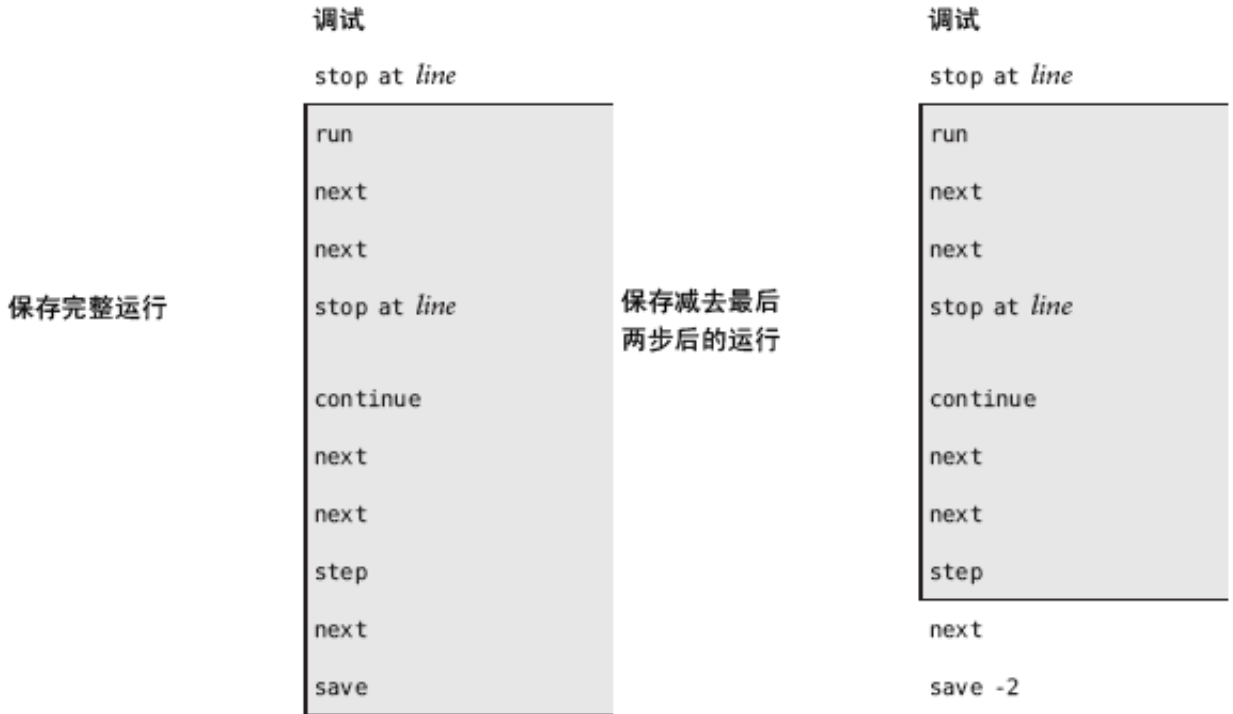 调试
stop at line
run
next
next
保存完整运行
stop at line
continue
next
next
step
next
save
调试
stop at line
run
next
next
保存减去最后
两步后的运行
stop at line
continue
next
next
step
next
save -2